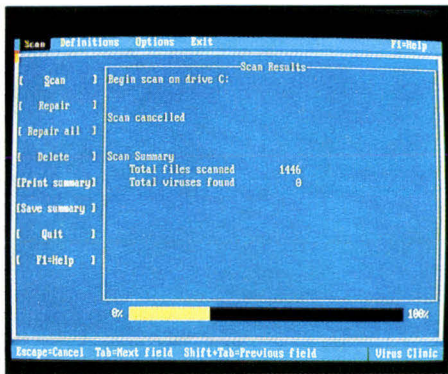 Scan Definitions Options Exit F1=Help
Scan Results
[ Scan ] Begin scan on drive C:
[ Repair ]
Scan cancelled
[ Repair all ]
[ Delete ] Scan Summary
Total files scanned 1446
[Print summary] Total viruses found 0
[Save summary ]
[ Quit ]
[ F1=Help ]
0% 100%
Escape=Cancel Tab=Next field Shift+Tab=Previous field Virus Clinic